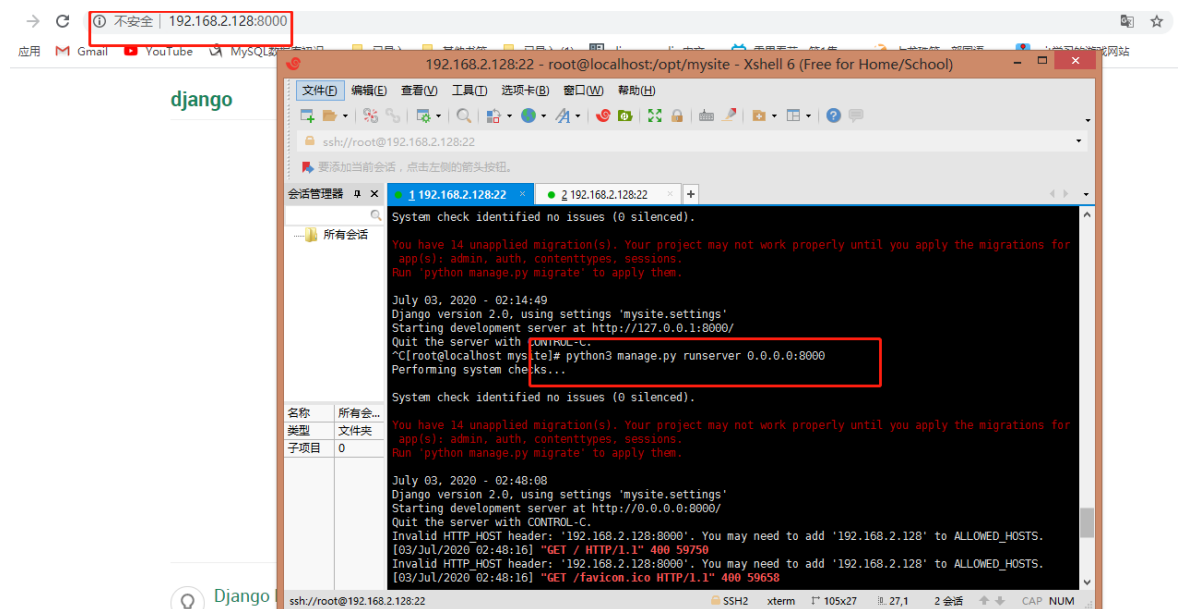 不安全 192.168.2.128:8000
应用 Gmail YouTube MySQL 网站
192.168.2.128:22 - root@localhost:/opt/mysite - Xshell 6 (Free for Home/School)
django
文件(F) 编辑(E) 查看(V) 工具(T) 选项卡(B) 窗口(W) 帮助(H)
ssh://root@192.168.2.128:22
要添加当前会话，点击左侧的箭头按钮。
会话管理器
1 192.168.2.128:22 × 2 192.168.2.128:22 × +
所有会话
System check identified no issues (0 silenced).
You have 14 unapplied migration(s). Your project may not work properly until you apply the migrations for
app(s): admin, auth, contenttypes, sessions.
Run 'python manage.py migrate' to apply them.
July 03, 2020 - 02:14:49
Django version 2.0, using settings 'mysite.settings'
Starting development server at http://127.0.0.1:8000/
Quit the server with CONTROL-C.
^C[root@localhost mysite]# python3 manage.py runserver 0.0.0.0:8000
Performing system checks...
System check identified no issues (0 silenced).
You have 14 unapplied migration(s). Your project may not work properly until you apply the migrations for
app(s): admin, auth, contenttypes, sessions.
Run 'python manage.py migrate' to apply them.
July 03, 2020 - 02:48:08
Django version 2.0, using settings 'mysite.settings'
Starting development server at http://0.0.0.0:8000/
Quit the server with CONTROL-C.
Invalid HTTP_HOST header: '192.168.2.128:8000'. You may need to add '192.168.2.128' to ALLOWED_HOSTS.
[03/Jul/2020 02:48:16] "GET / HTTP/1.1" 400 59750
Invalid HTTP_HOST header: '192.168.2.128:8000'. You may need to add '192.168.2.128' to ALLOWED_HOSTS.
[03/Jul/2020 02:48:16] "GET /favicon.ico HTTP/1.1" 400 59658
名称 所有会...
类型 文件夹
子项目 0
Django
ssh://root@192.168.2.128:22 SSH2 xterm 105x27 27,1 2 会话 CAP NUM